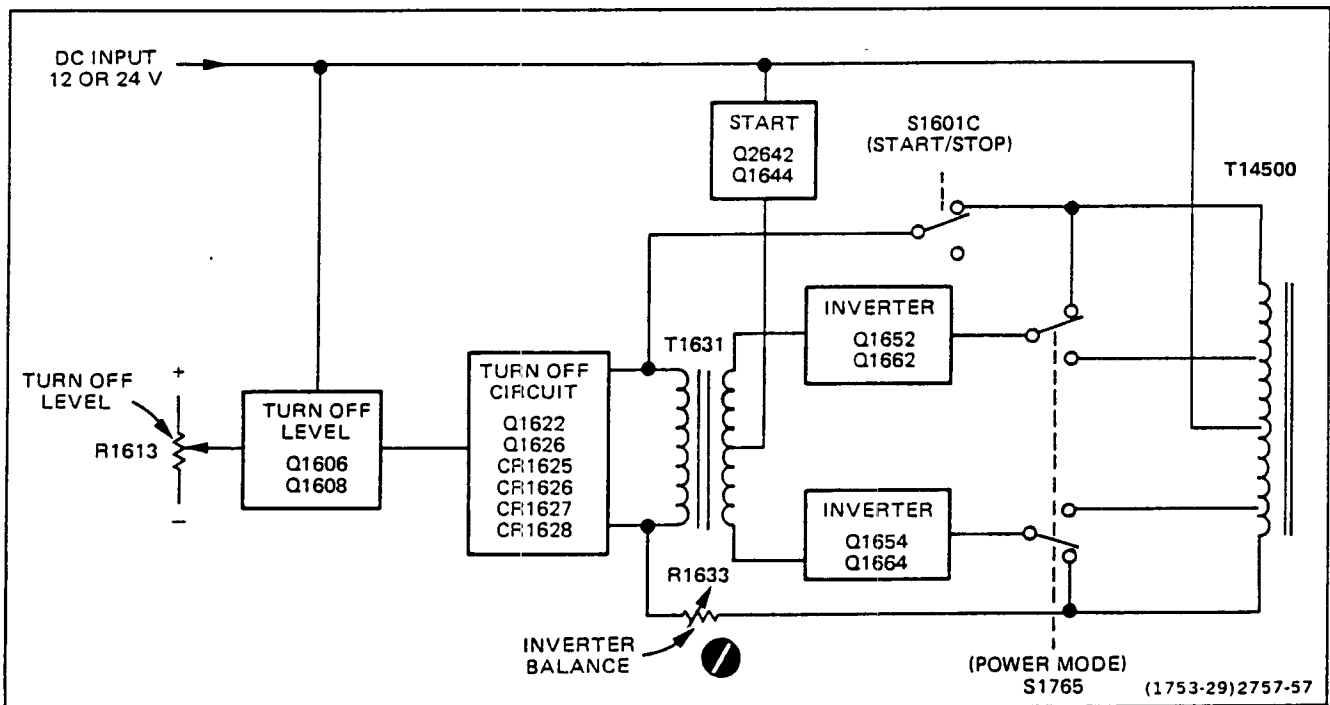 DC INPUT
12 OR 24 V
START
Q2642
Q1644
S1601C
(START/STOP)
T14500
INVERTER
Q1652
Q1662
T1631
TURN OFF
CIRCUIT
Q1622
Q1626
CR1625
CR1626
CR1627
CR1628
TURN OFF
LEVEL
+
R1613
−
TURN OFF
LEVEL
Q1606
Q1608
INVERTER
Q1654
Q1664
R1633
INVERTER
BALANCE
(POWER MODE)
S1765
(1753-29)2757-57